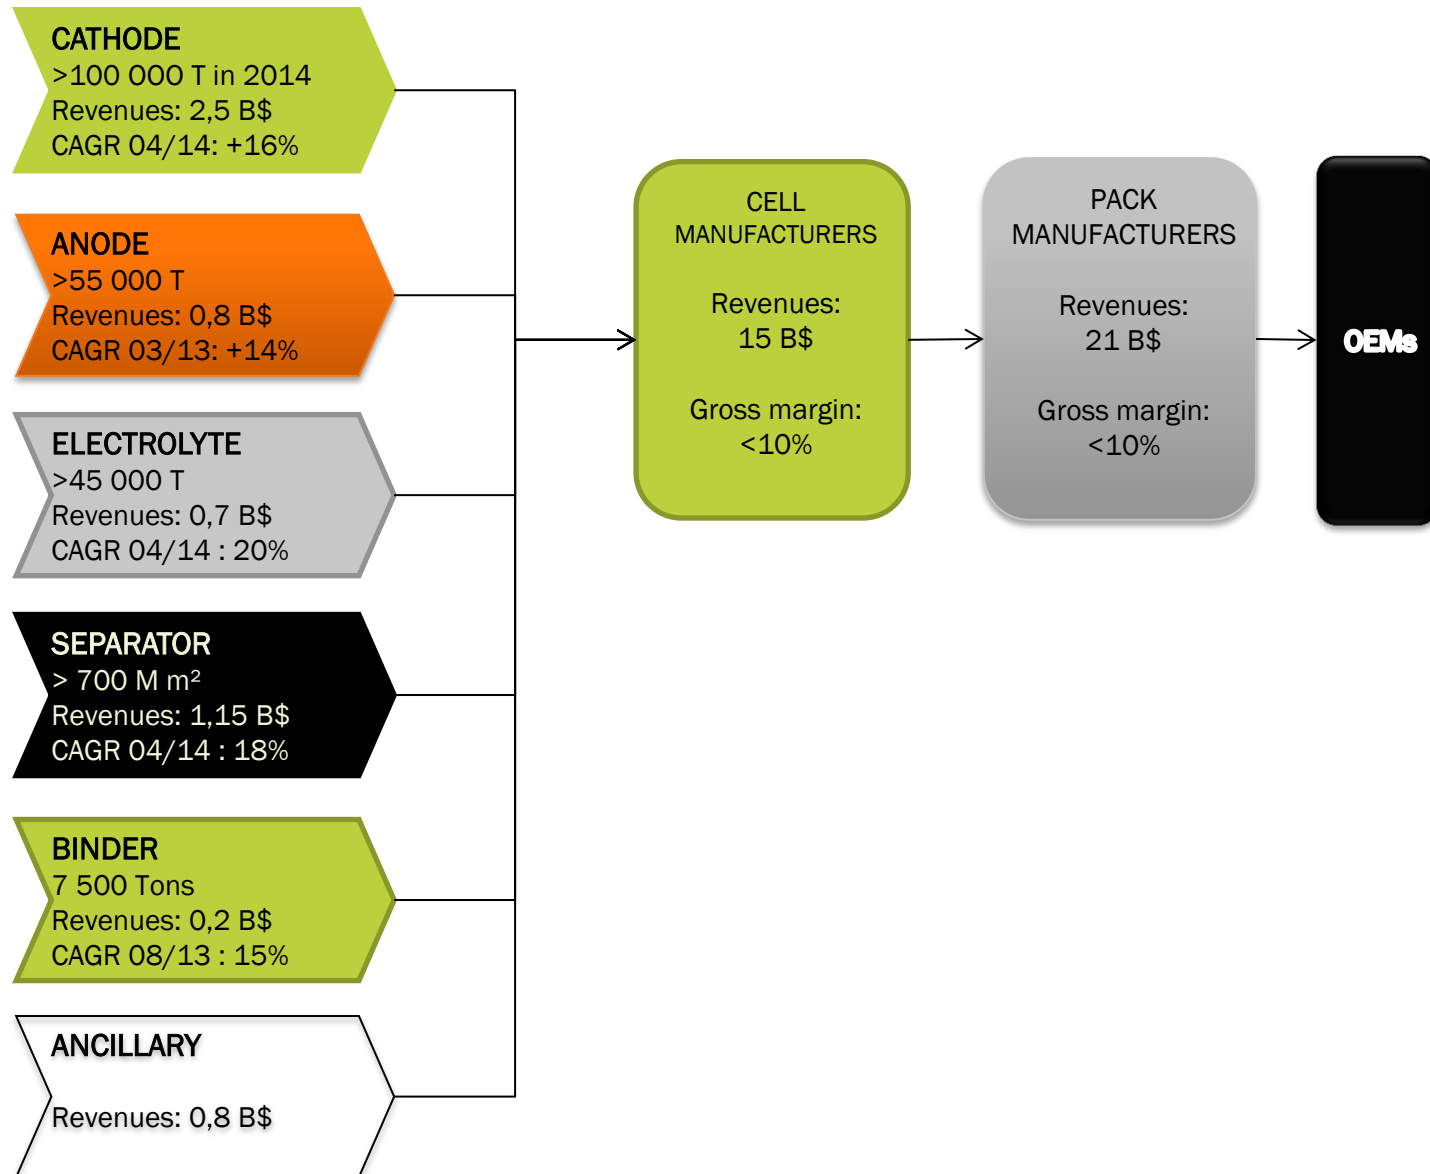 CATHODE
>100 000 T in 2014
Revenues: 2,5 B$
CAGR 04/14: +16%
ANODE
>55 000 T
Revenues: 0,8 B$
CAGR 03/13: +14%
ELECTROLYTE
>45 000 T
Revenues: 0,7 B$
CAGR 04/14 : 20%
SEPARATOR
> 700 M m²
Revenues: 1,15 B$
CAGR 04/14 : 18%
BINDER
7 500 Tons
Revenues: 0,2 B$
CAGR 08/13 : 15%
ANCILLARY
Revenues: 0,8 B$
CELL
MANUFACTURERS
Revenues:
15 B$
Gross margin:
<10%
PACK
MANUFACTURERS
Revenues:
21 B$
Gross margin:
<10%
OEMs